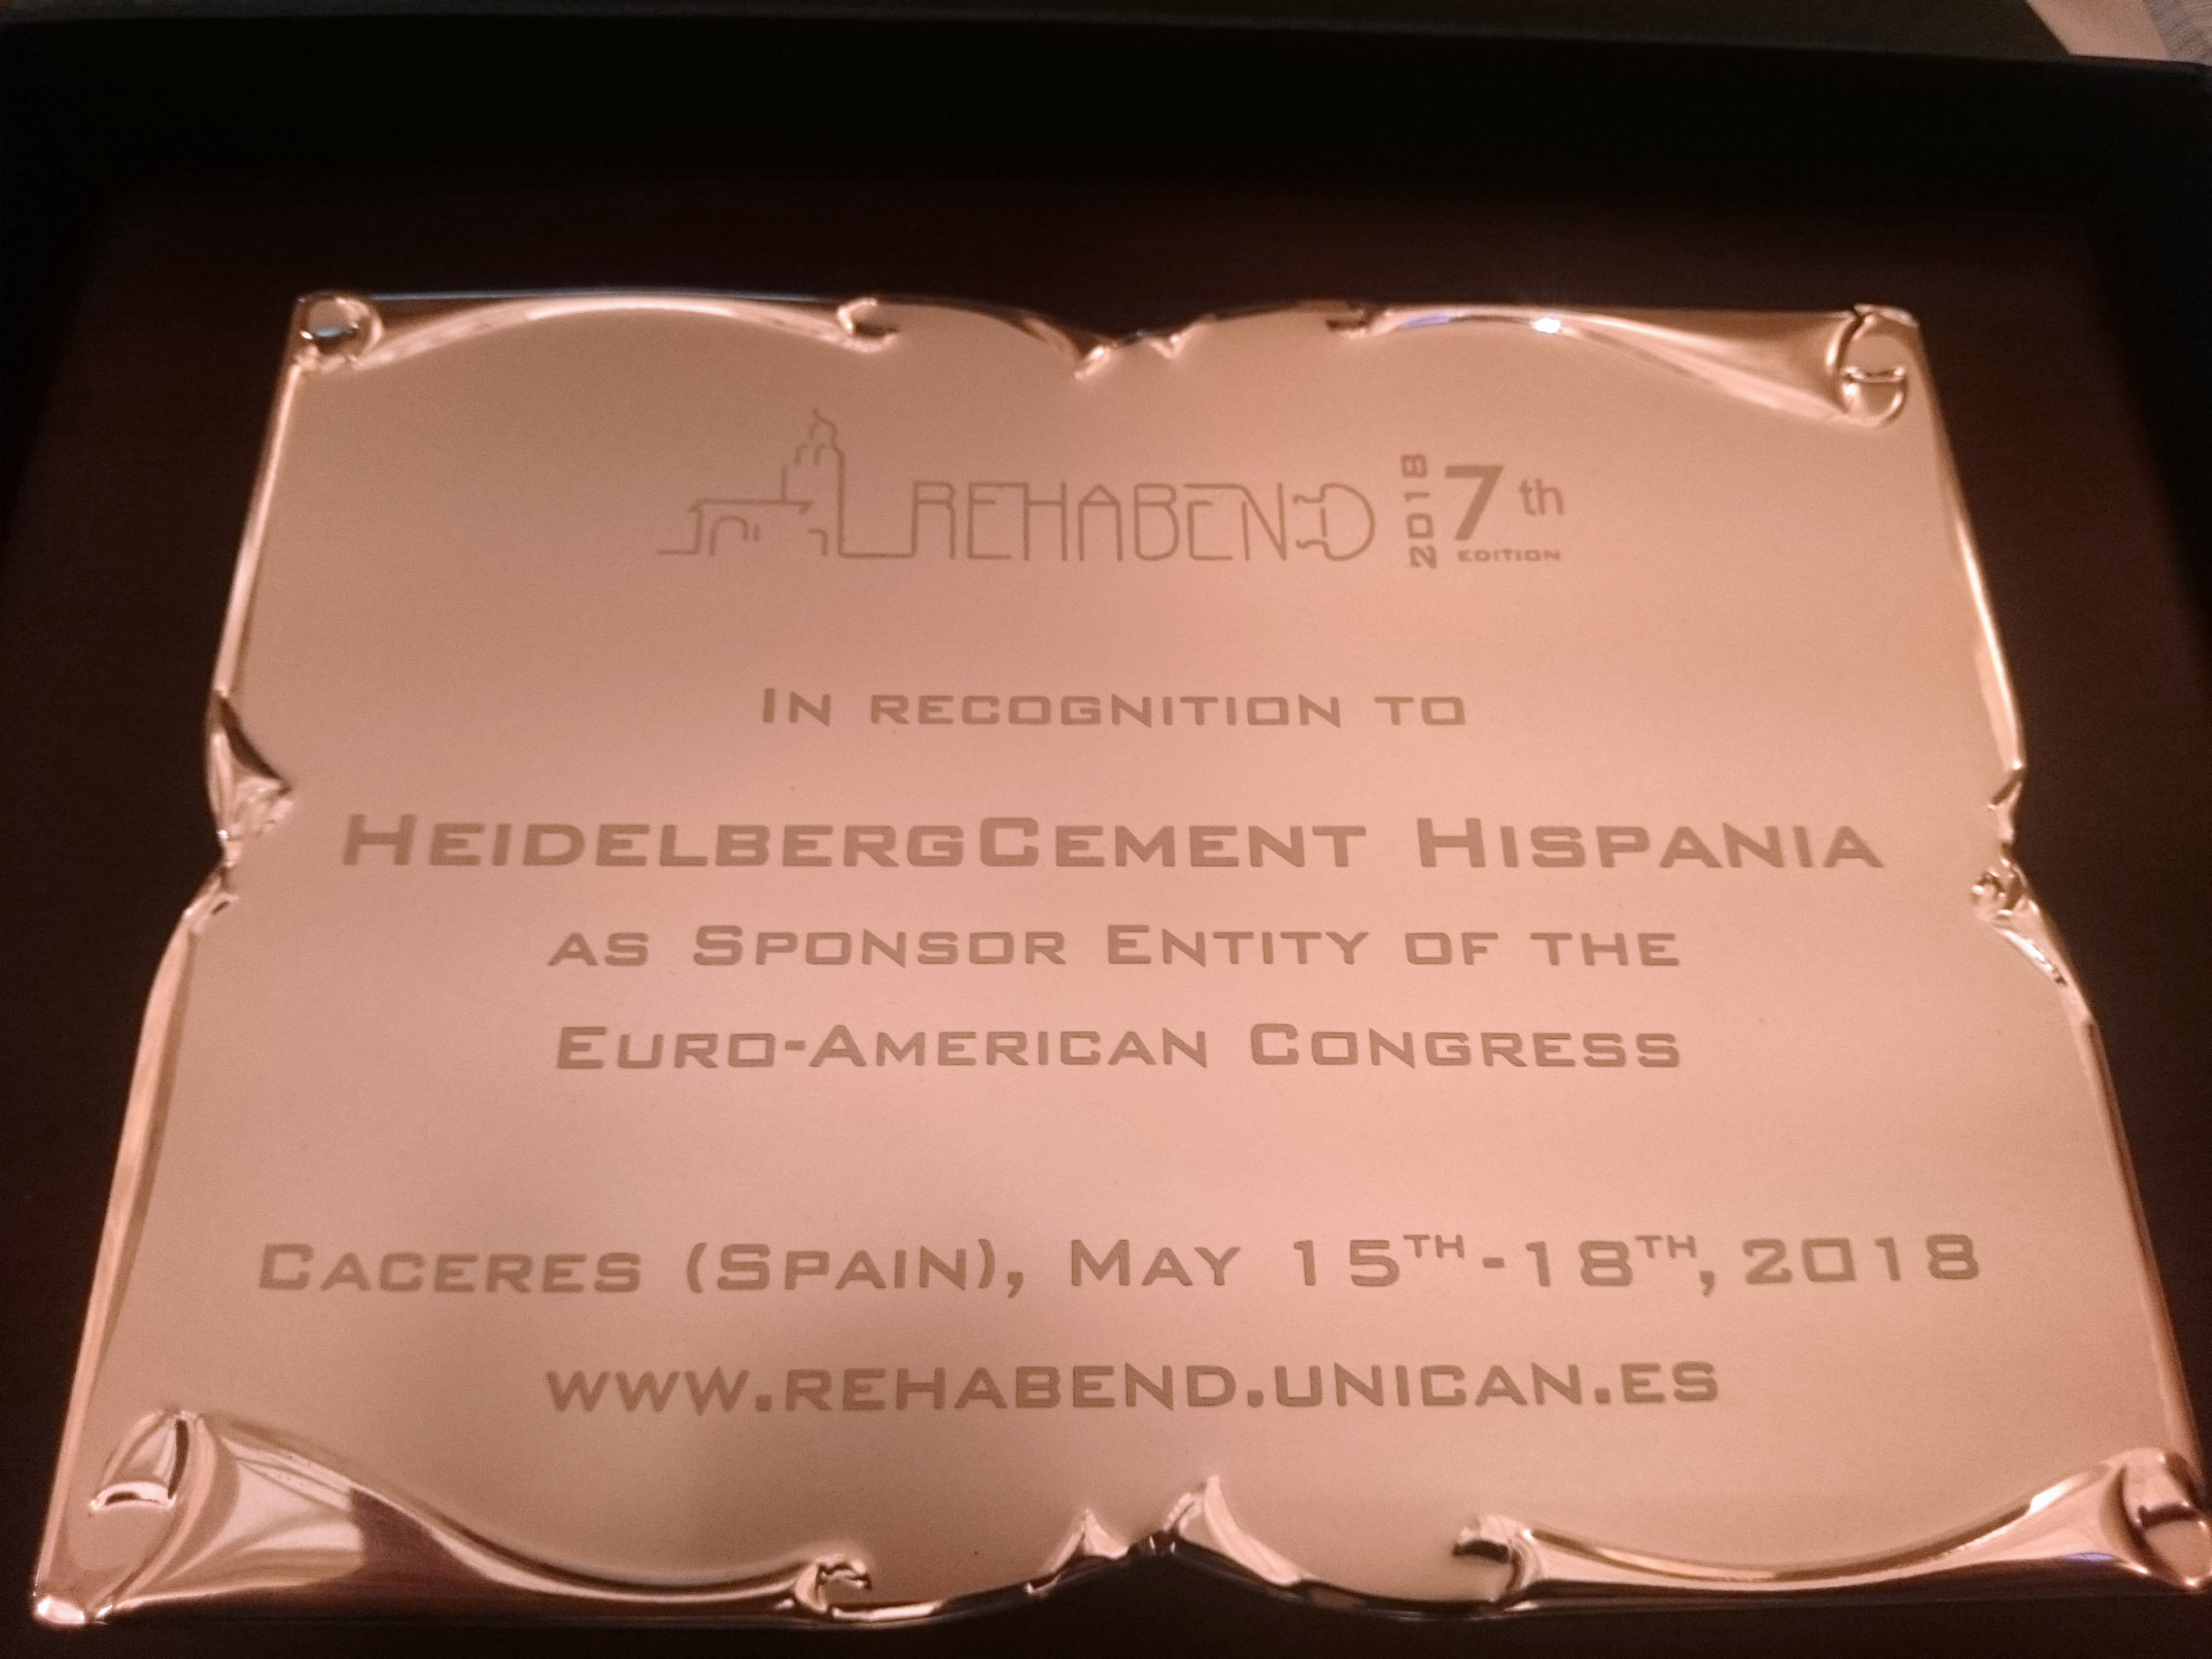 REHABEND 2018 7th
EDITION
IN RECOGNITION TO
HEIDELBERGCEMENT HISPANIA
AS SPONSOR ENTITY OF THE
EURO-AMERICAN CONGRESS
CACERES (SPAIN), MAY 15TH-18TH, 2018
WWW.REHABEND.UNICAN.ES